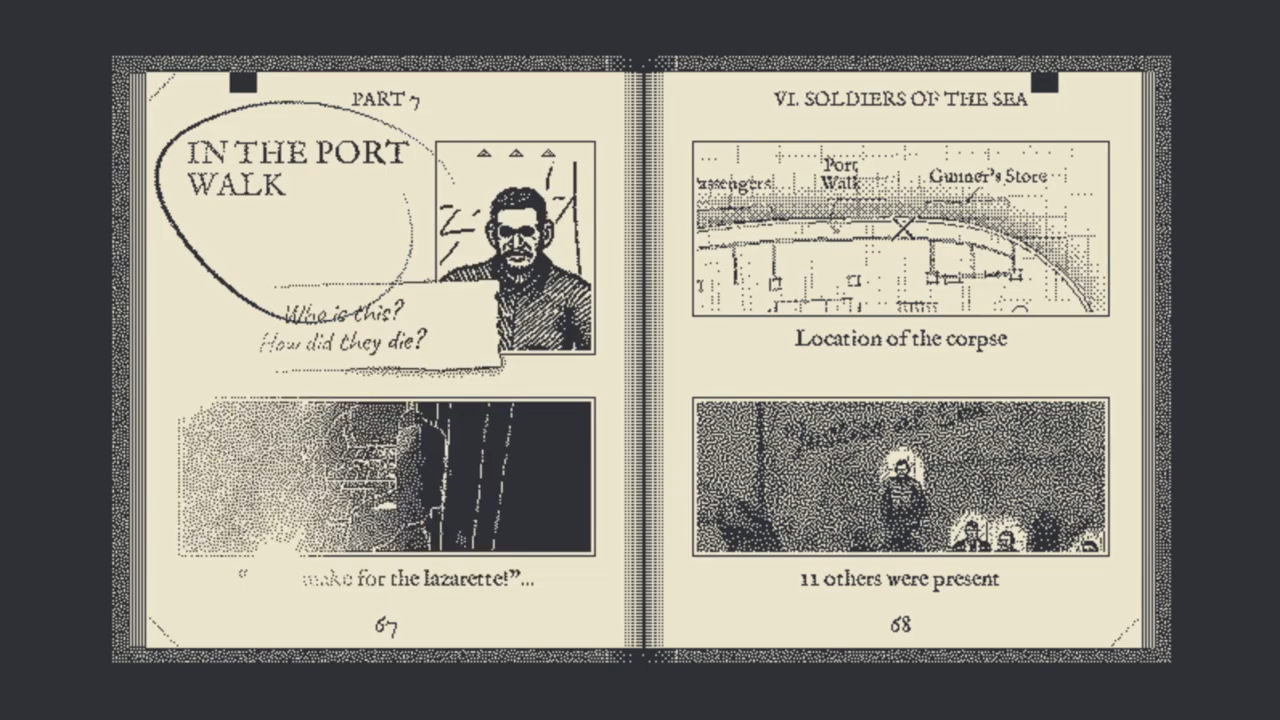 PART 7
IN THE PORT
WALK
Who is this?
How did they die?
“ make for the lazarette!”...
67
VI. SOLDIERS OF THE SEA
Port
Walk
Gunner's Store
assengers
Location of the corpse
11 others were present
68